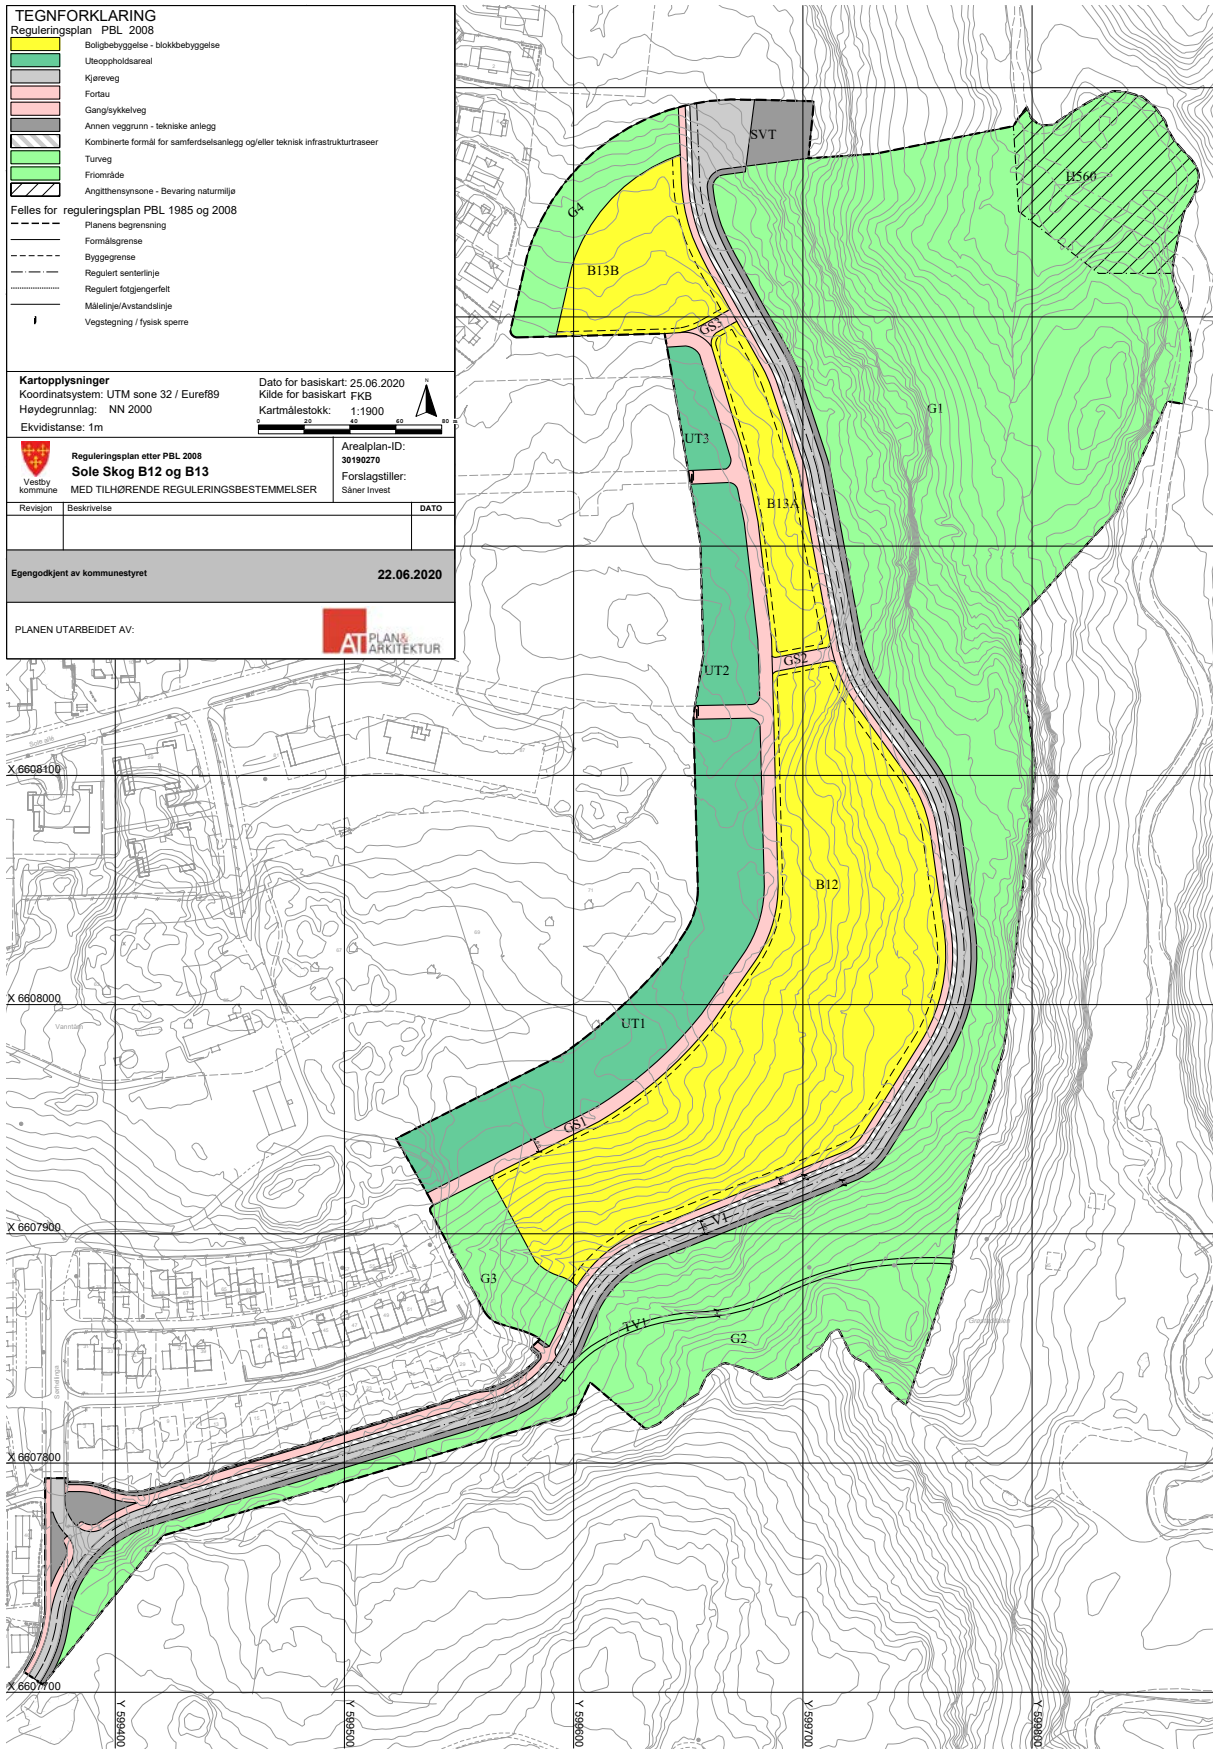 TEGNFORKLARING
Reguleringsplan PBL 2008
Boligbebyggelse - blokkbebyggelse
Uteoppholdsareal
Kjøreveg
Fortau
Gang/sykkelveg
Annen veggrunn - tekniske anlegg
Kombinerte formål for samferdselsanlegg og/eller teknisk infrastrukturtraseer
Turveg
Friområde
Angitthensynsone - Bevaring naturmiljø
Felles for reguleringsplan PBL 1985 og 2008
Planens begrensning
Formålsgrense
Byggegrense
Regulert senterlinje
Regulert fotgjengerfelt
Målelinje/Avstandslinje
Vegstegning / fysisk sperre
Kartopplysninger
Koordinatsystem: UTM sone 32 / Euref89
Høydegrunnlag: NN 2000
Ekvidistanse: 1m
Dato for basiskart: 25.06.2020
Kilde for basiskart FKB
Kartmålestokk: 1:1900
N
0 20 40 60 80 m
Vestby
kommune
Reguleringsplan etter PBL 2008
Sole Skog B12 og B13
MED TILHØRENDE REGULERINGSBESTEMMELSER
Arealplan-ID:
30190270
Forslagstiller:
Såner Invest
Revisjon Beskrivelse DATO
Egengodkjent av kommunestyret 22.06.2020
PLANEN UTARBEIDET AV:
AT PLAN&
ARKITEKTUR
SVT
H560
G4
B13B
GS3
G1
UT3
B13A
GS2
UT2
X 6608100
B12
X 6608000
Vanntårn
UT1
GS1
X 6607900
V1
G3
TV1
G2
X 6607800
X 6607700
Y 599400
Y 599500
Y 599600
Y 599700
Y 599800